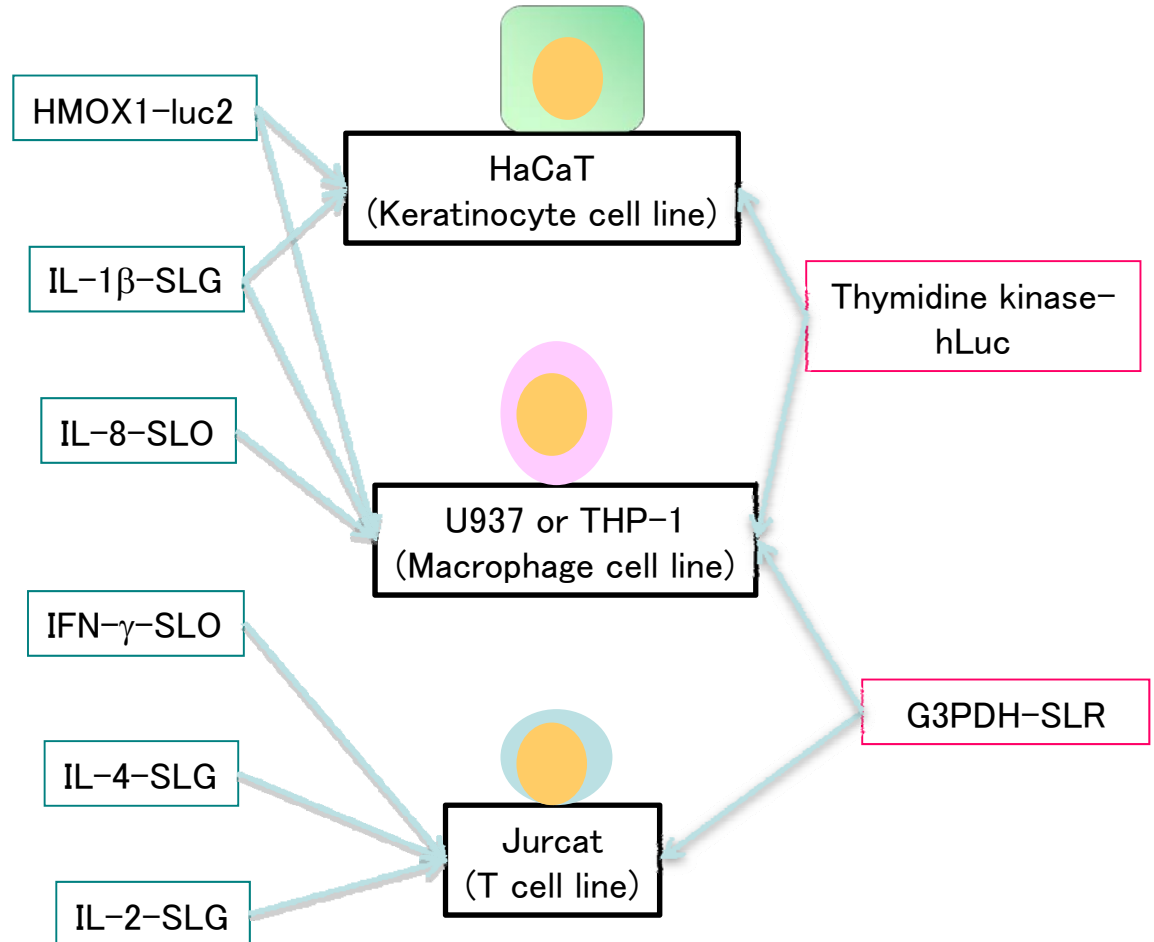 HMOX1-luc2
HaCaT
(Keratinocyte cell line)
IL-1β-SLG
Thymidine kinase-
hLuc
IL-8-SLO
U937 or THP-1
(Macrophage cell line)
IFN-γ-SLO
G3PDH-SLR
IL-4-SLG
Jurcat
(T cell line)
IL-2-SLG